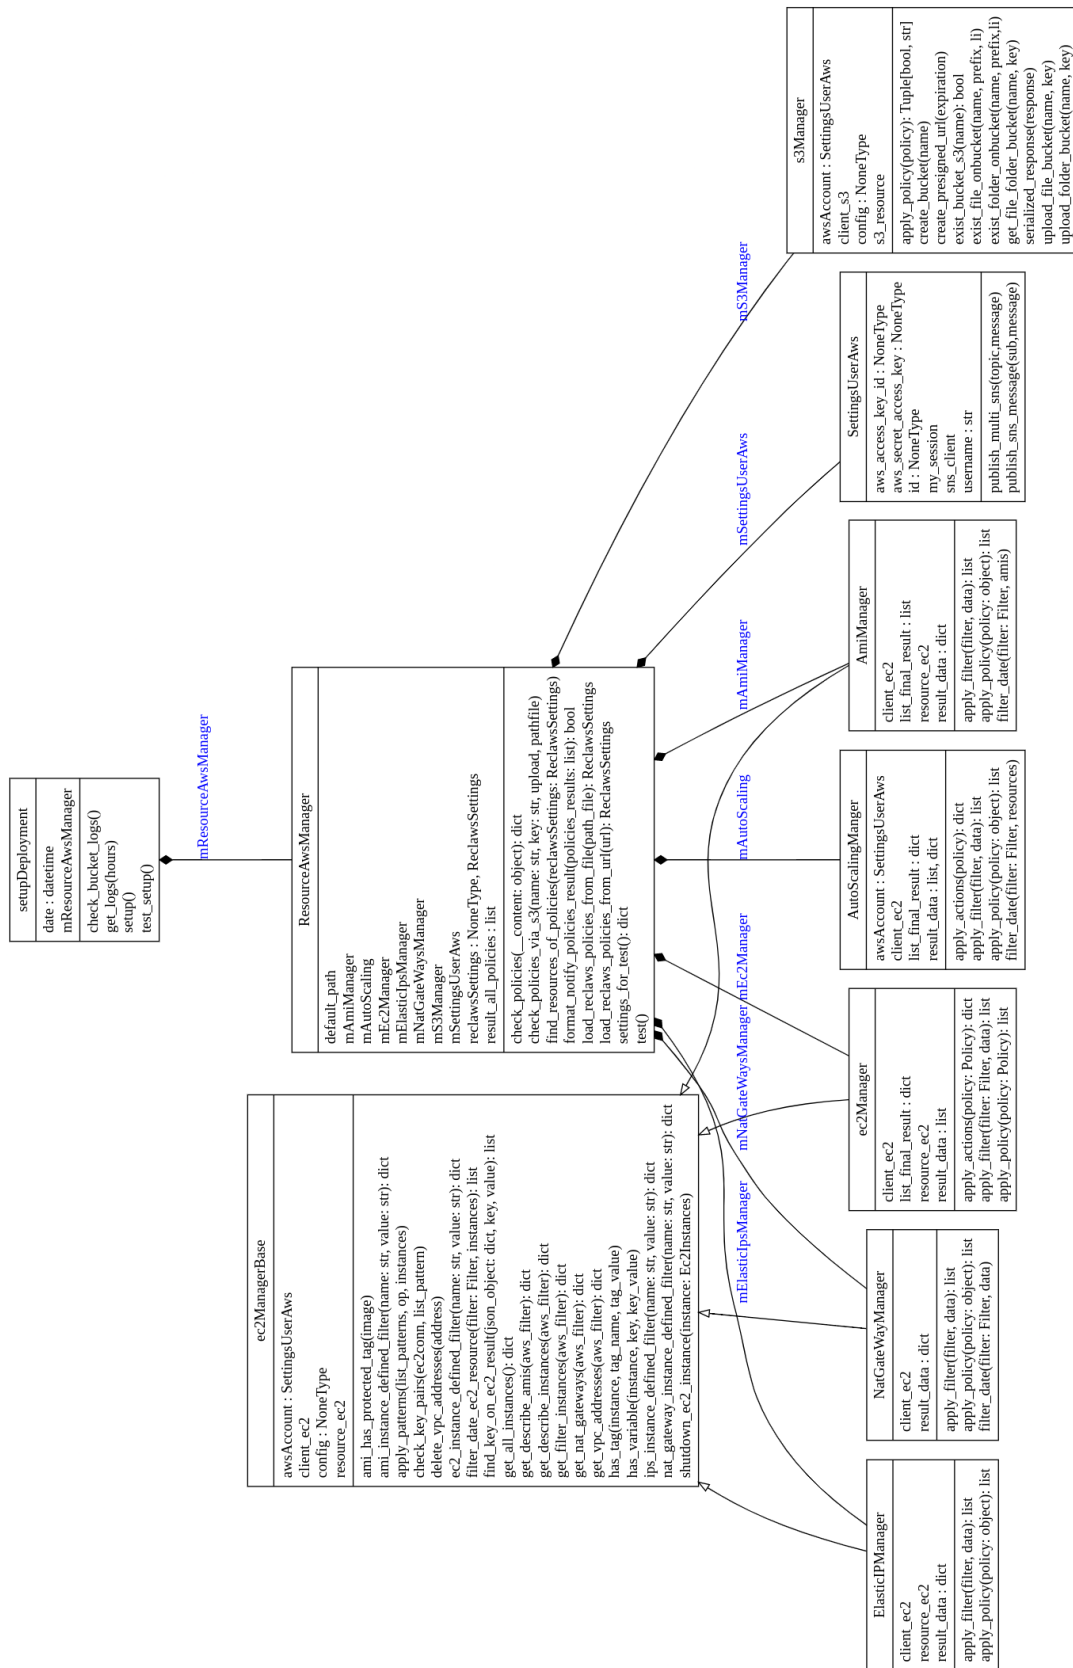 setupDeployment
date : datetime
mResourceAwsManager
check_bucket_logs()
get_logs(hours)
setup()
test_setup()
mResourceAwsManager
ec2ManagerBase
awsAccount : SettingsUserAws
client_ec2
config : NoneType
resource_ec2
ami_has_protected_tag(image)
ami_instance_defined_filter(name: str, value: str): dict
apply_patterns(list_patterns, op, instances)
check_key_pairs(ec2conn, list_pattern)
delete_vpc_addresses(address)
ec2_instance_defined_filter(name: str, value: str): dict
filter_date_ec2_resource(filter: Filter, instances): list
find_key_on_ec2_result(json_object: dict, key, value): list
get_all_instances(): dict
get_describe_amis(aws_filter): dict
get_describe_instances(aws_filter): dict
get_filter_instances(aws_filter): dict
get_nat_gateways(aws_filter): dict
get_vpc_addresses(aws_filter): dict
has_tag(instance, tag_name, tag_value)
has_variable(instance, key, key_value)
ips_instance_defined_filter(name: str, value: str): dict
nat_gateway_instance_defined_filter(name: str, value: str): dict
shutdown_ec2_instance(instance: Ec2Instances)
ResourceAwsManager
default_path
mAmiManager
mAutoScaling
mEc2Manager
mElasticIpsManager
mNatGateWaysManager
mS3Manager
mSettingsUserAws
reclawsSettings : NoneType, ReclawsSettings
result_all_policies : list
check_policies(__content: object): dict
check_policies_via_s3(name: str, key: str, upload, pathfile)
find_resources_of_policies(reclawsSettings: ReclawsSettings)
format_notify_policies_result(policies_results: list): bool
load_reclaws_policies_from_file(path_file): ReclawsSettings
load_reclaws_policies_from_url(url): ReclawsSettings
settings_for_test(): dict
test()
mElasticIpsManager
mNatGateWaysManager
mEc2Manager
mAutoScaling
mAmiManager
mSettingsUserAws
mS3Manager
ElasticIPManager
client_ec2
resource_ec2
result_data : dict
apply_filter(filter, data): list
apply_policy(policy: object): list
NatGateWayManager
client_ec2
result_data : dict
apply_filter(filter, data): list
apply_policy(policy: object): list
filter_date(filter: Filter, data)
ec2Manager
client_ec2
list_final_result : dict
resource_ec2
result_data : list
apply_actions(policy: Policy): dict
apply_filter(filter: Filter, data): list
apply_policy(policy: Policy): list
AutoScalingManger
awsAccount : SettingsUserAws
client_ec2
list_final_result : dict
result_data : list, dict
apply_actions(policy): dict
apply_filter(filter, data): list
apply_policy(policy: object): list
filter_date(filter: Filter, resources)
AmiManager
client_ec2
list_final_result : list
resource_ec2
result_data : dict
apply_filter(filter, data): list
apply_policy(policy: object): list
filter_date(filter: Filter, amis)
SettingsUserAws
aws_access_key_id : NoneType
aws_secret_access_key : NoneType
id : NoneType
my_session
sns_client
username : str
publish_multi_sns(topic,message)
publish_sns_message(sub,message)
s3Manager
awsAccount : SettingsUserAws
client_s3
config : NoneType
s3_resource
apply_policy(policy): Tuple[bool, str]
create_bucket(name)
create_presigned_url(expiration)
exist_bucket_s3(name): bool
exist_file_onbucket(name, prefix, li)
exist_folder_onbucket(name, prefix,li)
get_file_folder_bucket(name, key)
serialized_response(response)
upload_file_bucket(name, key)
upload_folder_bucket(name, key)